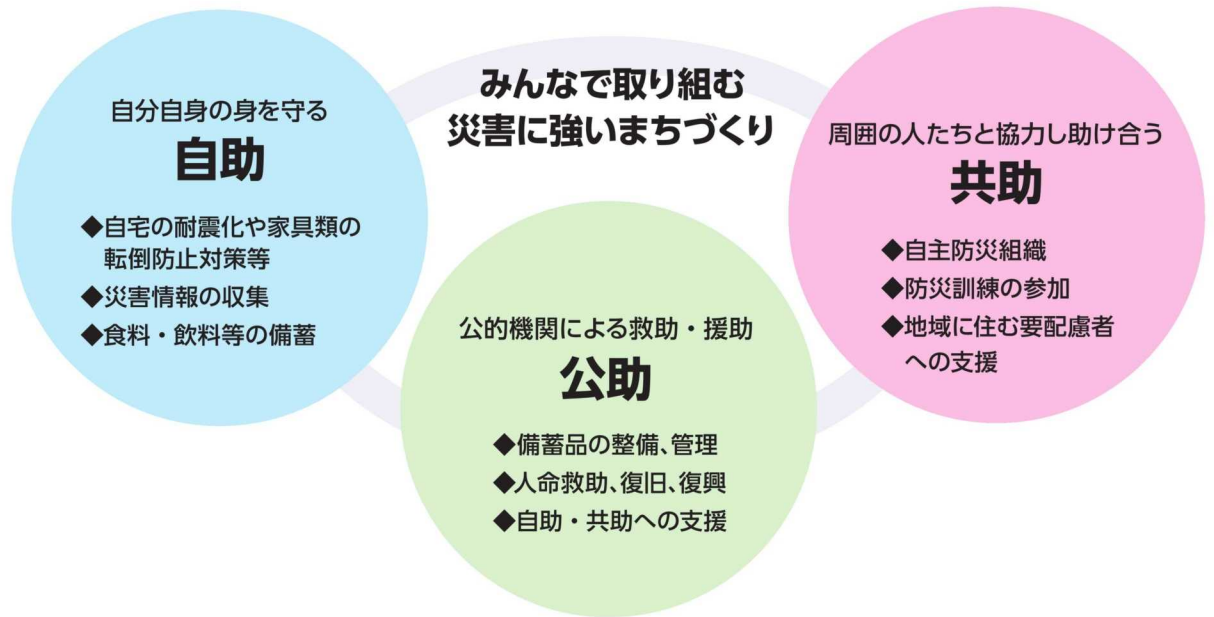 みんなで取り組む
災害に強いまちづくり
自分自身の身を守る
自助
◆自宅の耐震化や家具類の
転倒防止対策等
◆災害情報の収集
◆食料・飲料等の備蓄
公的機関による救助・援助
公助
◆備蓄品の整備、管理
◆人命救助、復旧、復興
◆自助・共助への支援
周囲の人たちと協力し助け合う
共助
◆自主防災組織
◆防災訓練の参加
◆地域に住む要配慮者
への支援